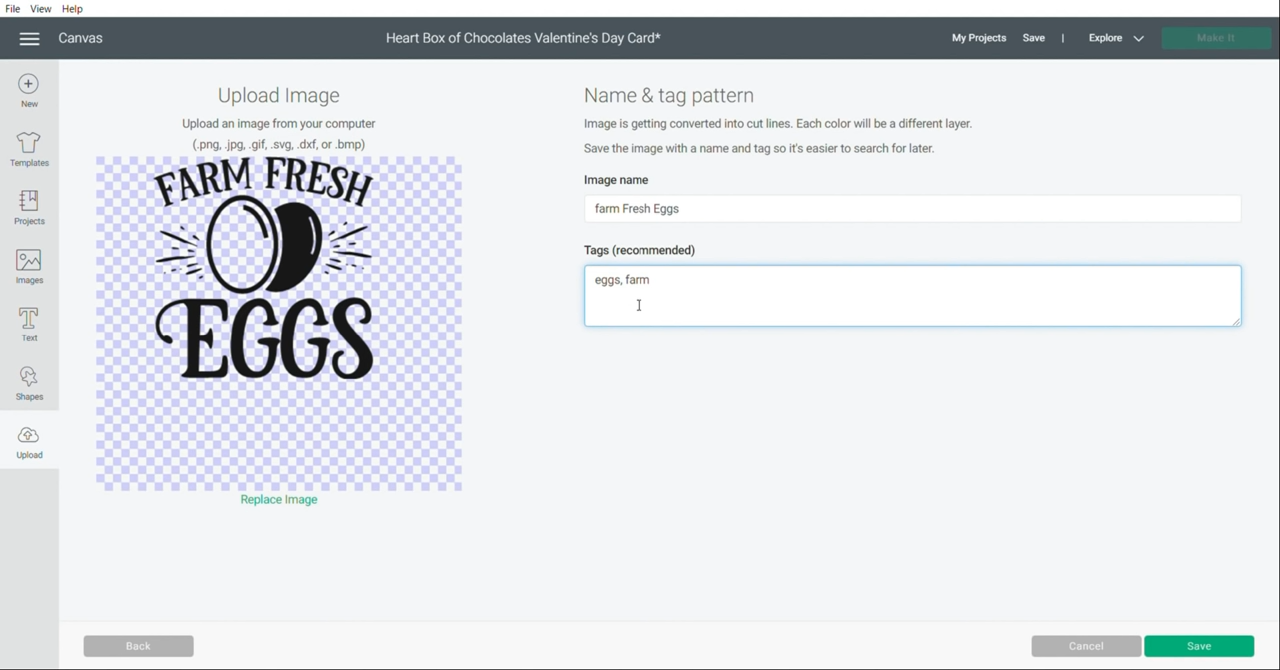 File View Help
Canvas
Heart Box of Chocolates Valentine's Day Card*
My Projects Save | Explore Make It
New
Templates
Projects
Images
Text
Shapes
Upload
Upload Image
Upload an image from your computer
(.png, .jpg, .gif, .svg, .dxf, or .bmp)
FARM FRESH
EGGS
Replace Image
Name & tag pattern
Image is getting converted into cut lines. Each color will be a different layer.
Save the image with a name and tag so it's easier to search for later.
Image name
farm Fresh Eggs
Tags (recommended)
eggs, farm
Back
Cancel
Save